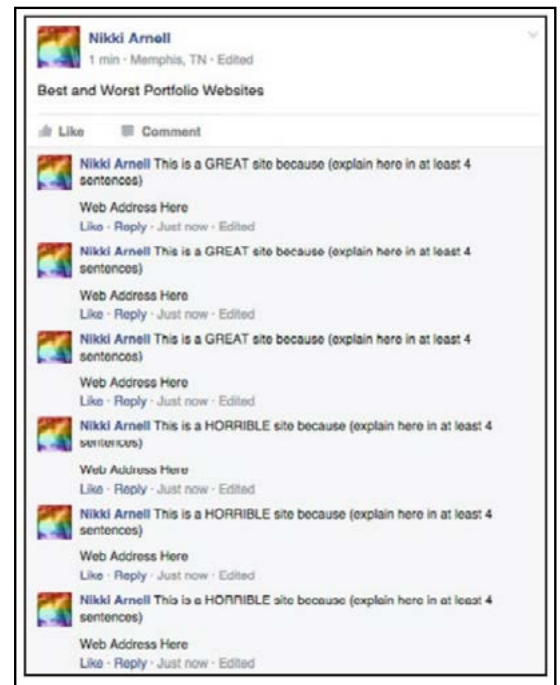 Nikki Arnell
1 min · Memphis, TN · Edited
Best and Worst Portfolio Websites
Like Comment
Nikki Arnell This is a GREAT site because (explain here in at least 4
sentences)
Web Address Here
Like · Reply · Just now · Edited
Nikki Arnell This is a GREAT site because (explain here in at least 4
sentences)
Web Address Here
Like · Reply · Just now · Edited
Nikki Arnell This is a GREAT site because (explain here in at least 4
sentences)
Web Address Here
Like · Reply · Just now · Edited
Nikki Arnell This is a HORRIBLE site because (explain here in at least 4
sentences)
Web Address Here
Like · Reply · Just now · Edited
Nikki Arnell This is a HORRIBLE site because (explain here in at least 4
sentences)
Web Address Here
Like · Reply · Just now · Edited
Nikki Arnell This is a HORRIBLE site because (explain here in at least 4
sentences)
Web Address Here
Like · Reply · Just now · Edited